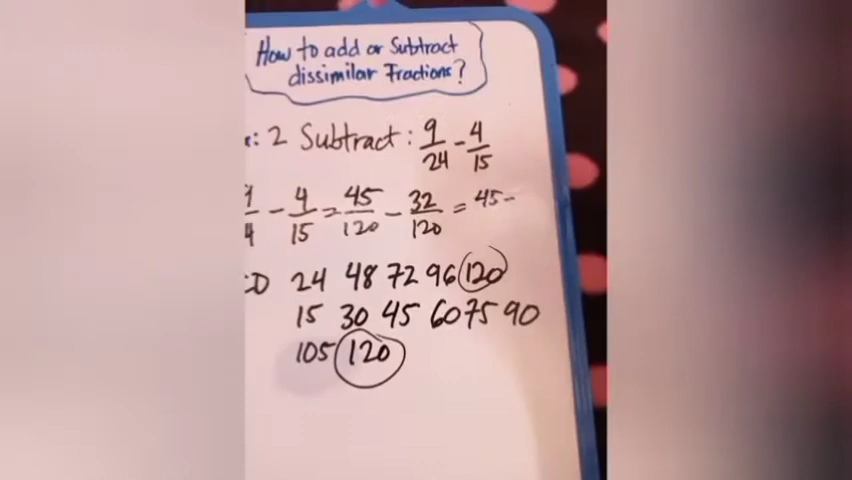 How to add or Subtract
dissimilar Fractions?
: 2 Subtract: 9/24 - 4/15
- 4/15 = 45/120 - 32/120 = 45-
24 48 72 96 120
15 30 45 60 75 90
105 120